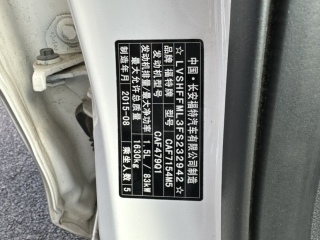 中国·长安福特汽车有限公司制造
☆LVSHFFML3FS232942☆
品牌 福特牌 型号 CAF7154M5
发动机型号 CAF479Q1
发动机排量/最大净功率 1.5L / 83kW
最大允许总质量 1630kg
制造年月 2015-08 乘坐人数 5